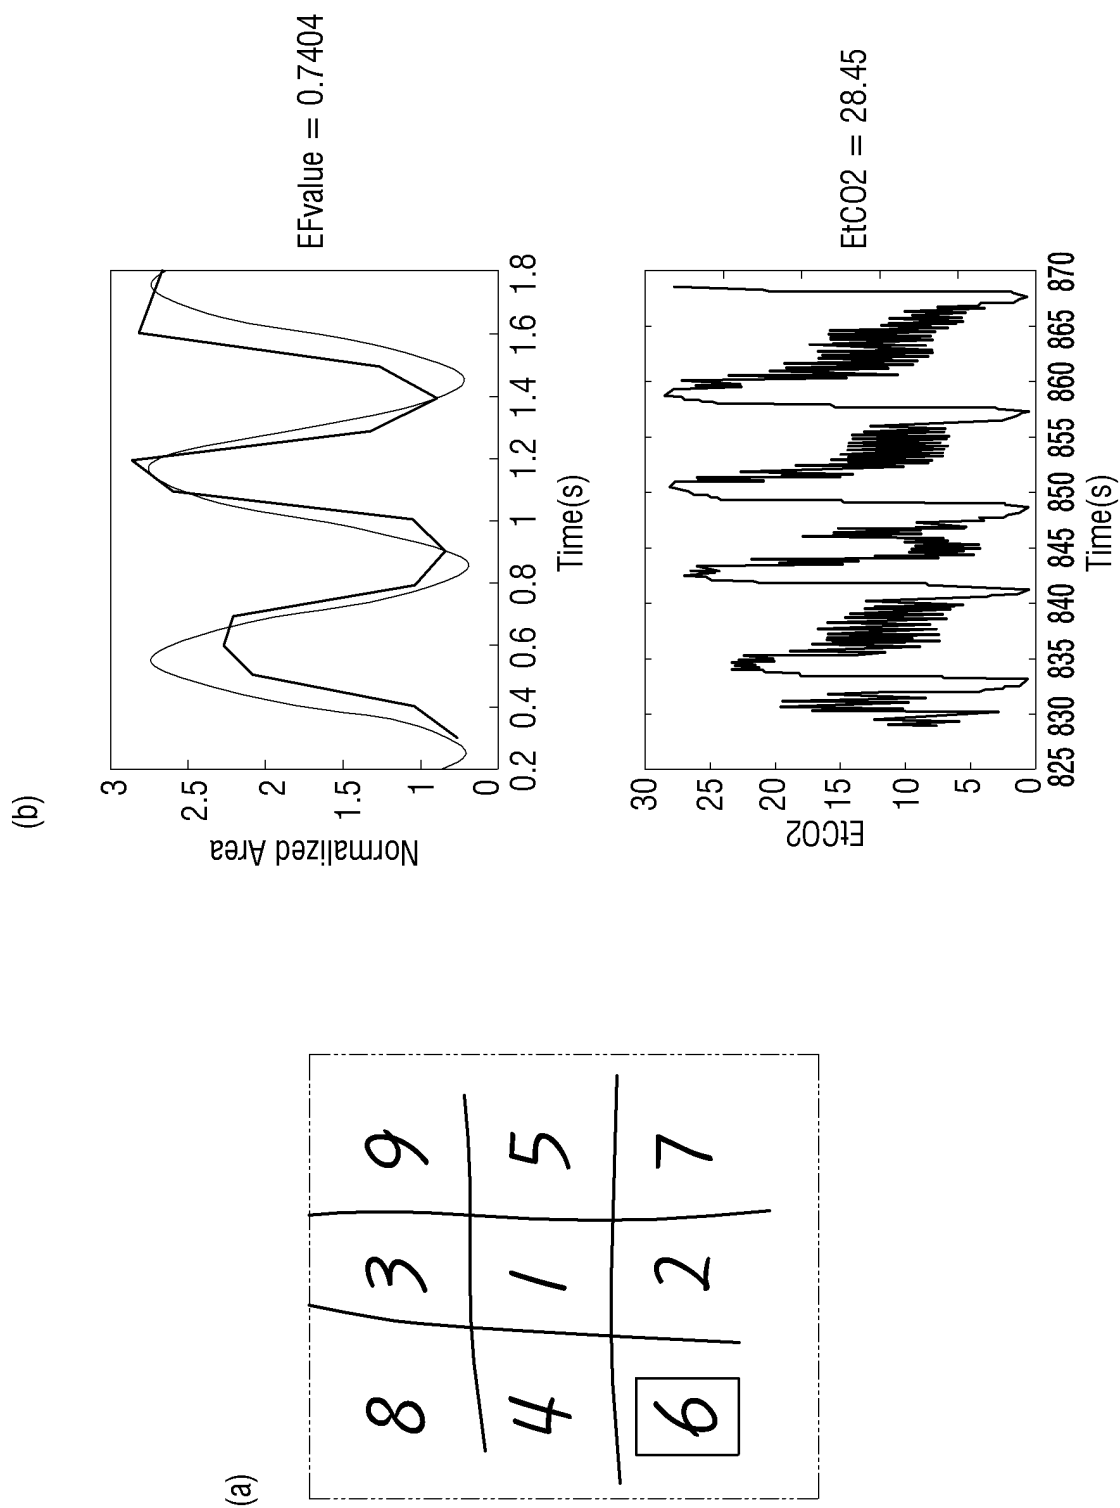 (a)
8 3 9
4 1 5
6 2 7
(b)
Normalized Area
3
2.5
2
1.5
1
0
0.2 0.4 0.6 0.8 1 1.2 1.4 1.6 1.8
Time(s)
EFvalue = 0.7404
EtCO2
30
25
20
15
10
5
0
825 830 835 840 845 850 855 860 865 870
Time(s)
EtCO2 = 28.45